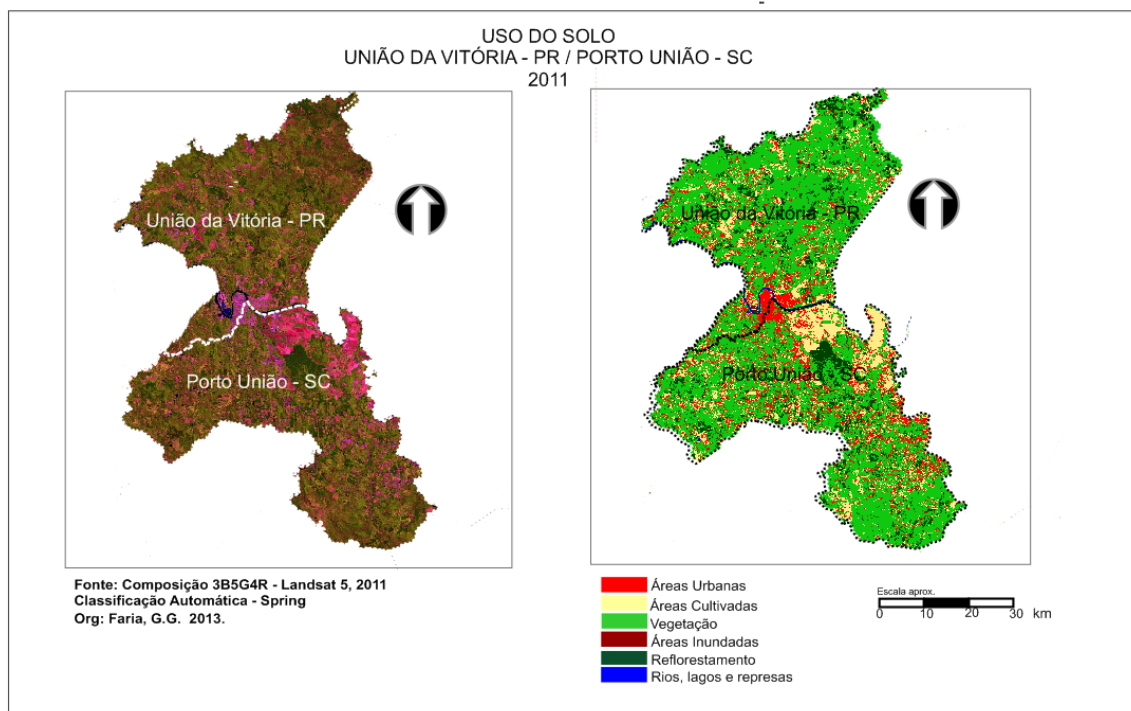 USO DO SOLO
UNIÃO DA VITÓRIA - PR / PORTO UNIÃO - SC
2011
União da Vitória - PR
Porto União - SC
União da Vitória - PR
Porto União - SC
Fonte: Composição 3B5G4R - Landsat 5, 2011
Classificação Automática - Spring
Org: Faria, G.G. 2013.
Áreas Urbanas
Áreas Cultivadas
Vegetação
Áreas Inundadas
Reflorestamento
Rios, lagos e represas
Escala aprox.
0 10 20 30 km